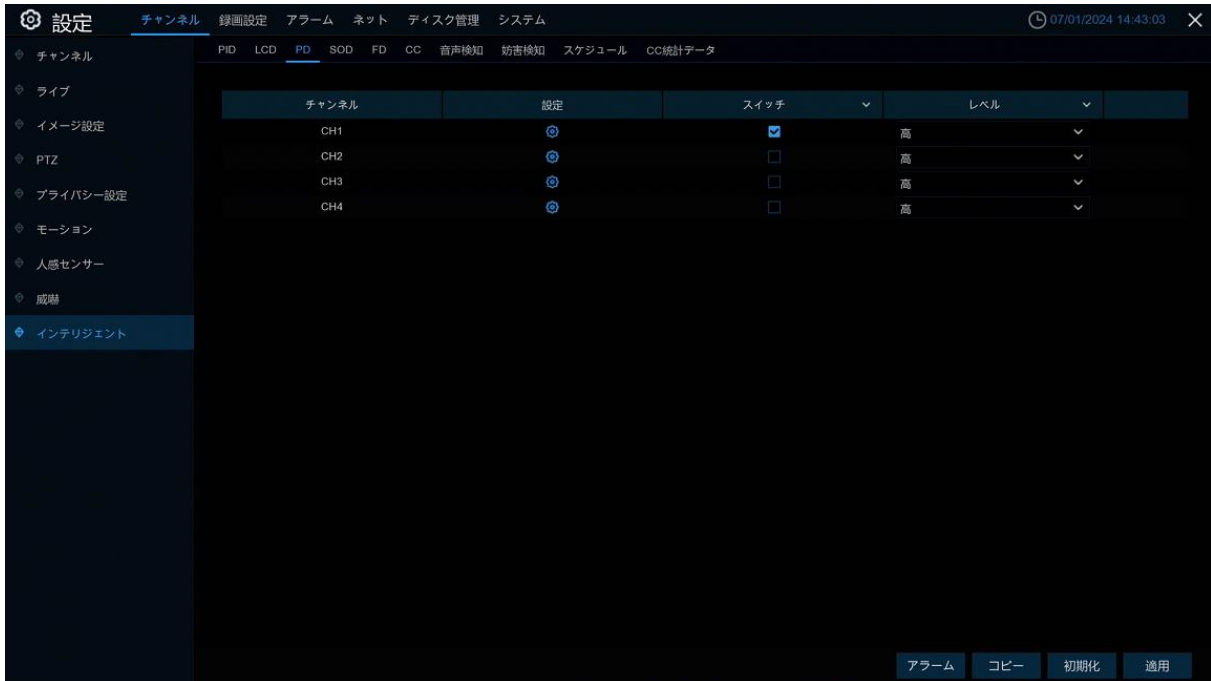 設定 チャンネル 録画設定 アラーム ネット ディスク管理 システム 07/01/2024 14:43:03
チャンネル
ライブ
イメージ設定
PTZ
プライバシー設定
モーション
人感センサー
威嚇
インテリジェント
PID LCD PD SOD FD CC 音声検知 妨害検知 スケジュール CC統計データ
チャンネル 設定 スイッチ レベル
CH1 高
CH2 高
CH3 高
CH4 高
アラーム コピー 初期化 適用